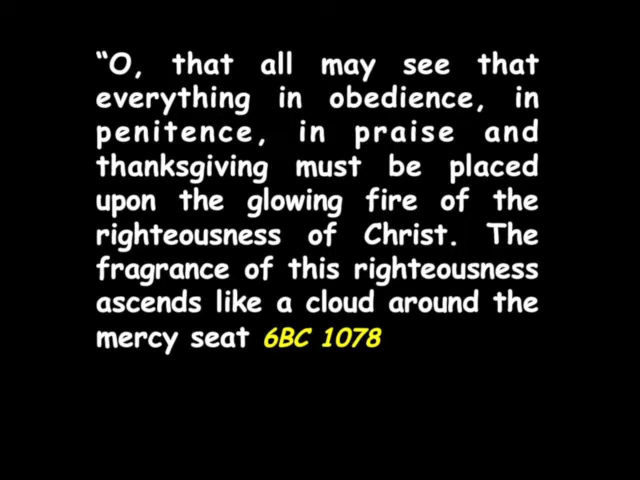 “O, that all may see that
everything in obedience, in
penitence, in praise and
thanksgiving must be placed
upon the glowing fire of the
righteousness of Christ. The
fragrance of this righteousness
ascends like a cloud around the
mercy seat 6BC 1078